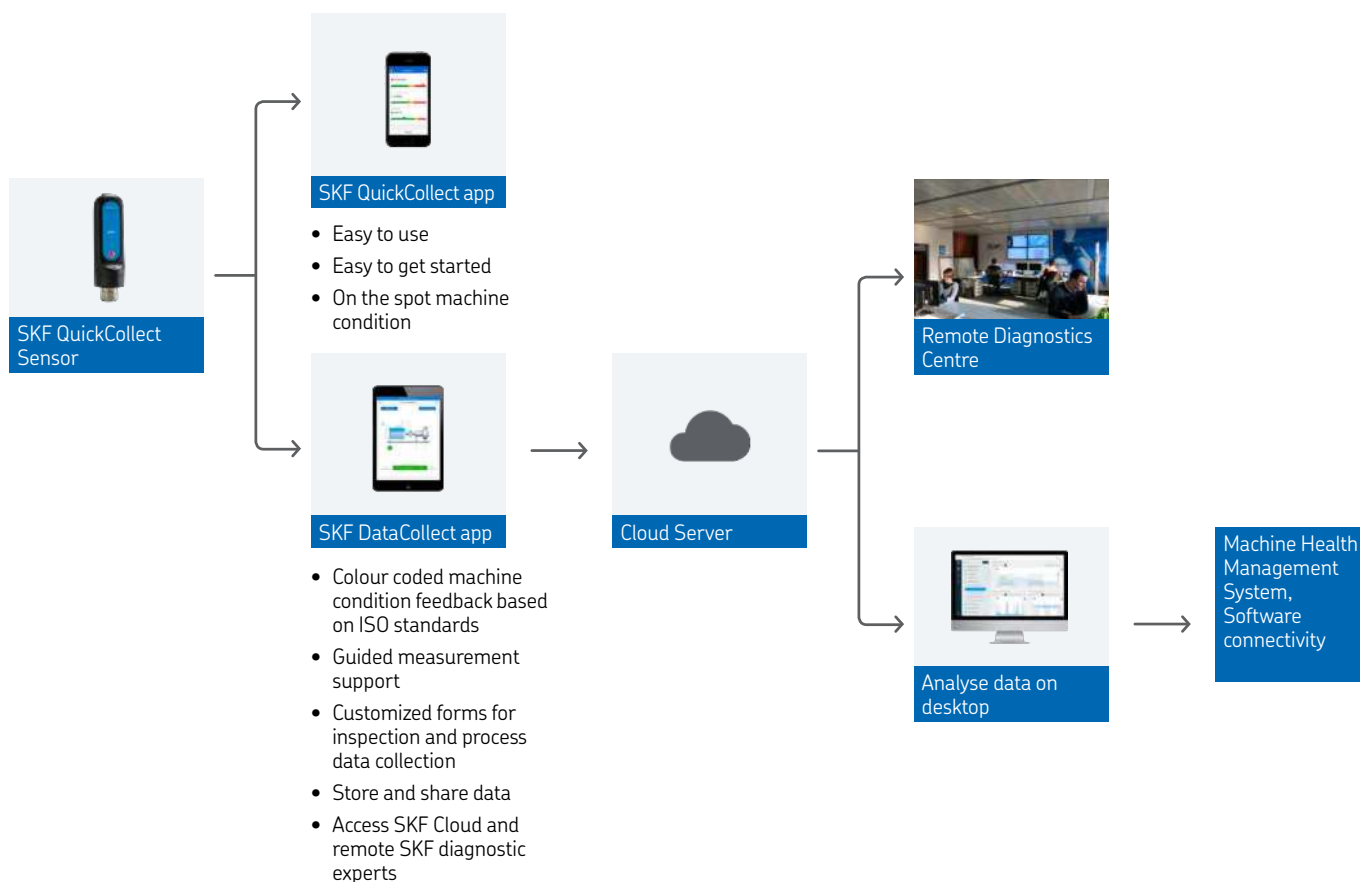 SKF QuickCollect
Sensor
SKF QuickCollect app
• Easy to use
• Easy to get started
• On the spot machine
condition
SKF DataCollect app
• Colour coded machine
condition feedback based
on ISO standards
• Guided measurement
support
• Customized forms for
inspection and process
data collection
• Store and share data
• Access SKF Cloud and
remote SKF diagnostic
experts
Cloud Server
Remote Diagnostics
Centre
Analyse data on
desktop
Machine Health
Management
System,
Software
connectivity